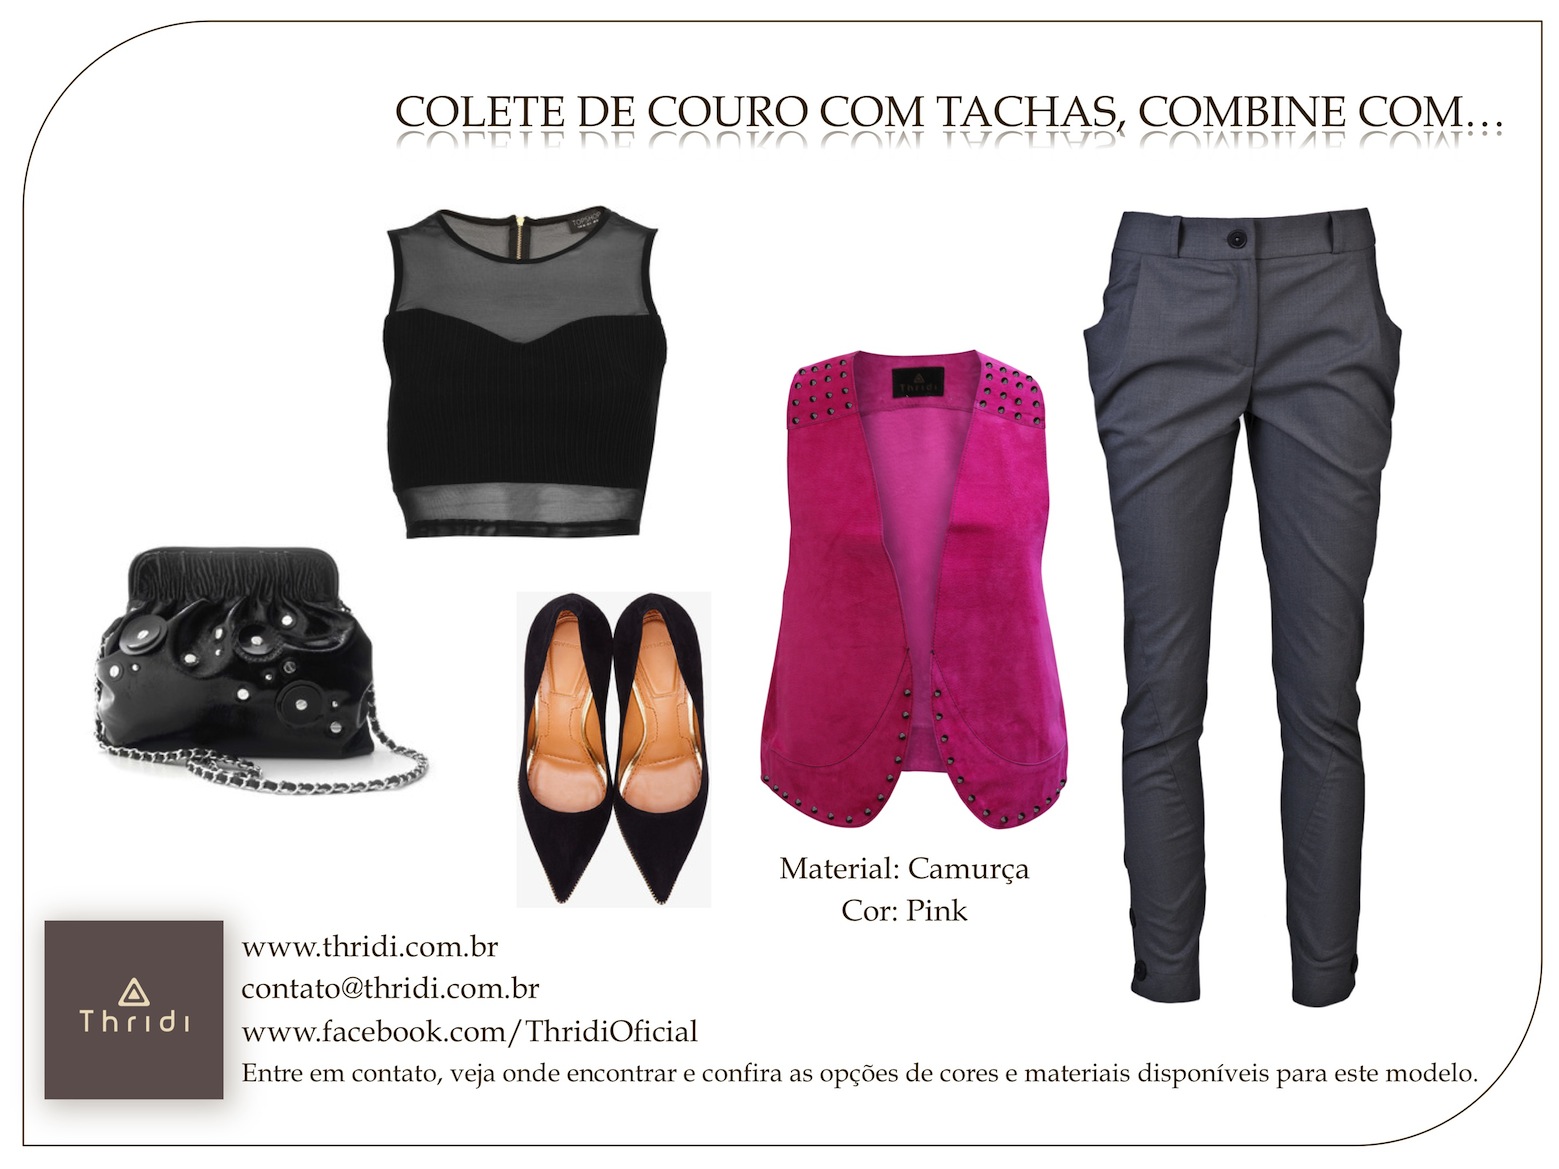 COLETE DE COURO COM TACHAS, COMBINE COM...
TOPSHOP
Thridi
Material: Camurça
Cor: Pink
Thridi
www.thridi.com.br
contato@thridi.com.br
www.facebook.com/ThridiOficial
Entre em contato, veja onde encontrar e confira as opções de cores e materiais disponíveis para este modelo.